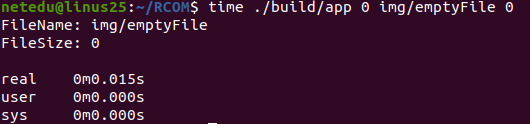 netedu@linus25:~/RCOM$ time ./build/app 0 img/emptyFile 0
FileName: img/emptyFile
FileSize: 0
real    0m0.015s
user    0m0.000s
sys     0m0.000s